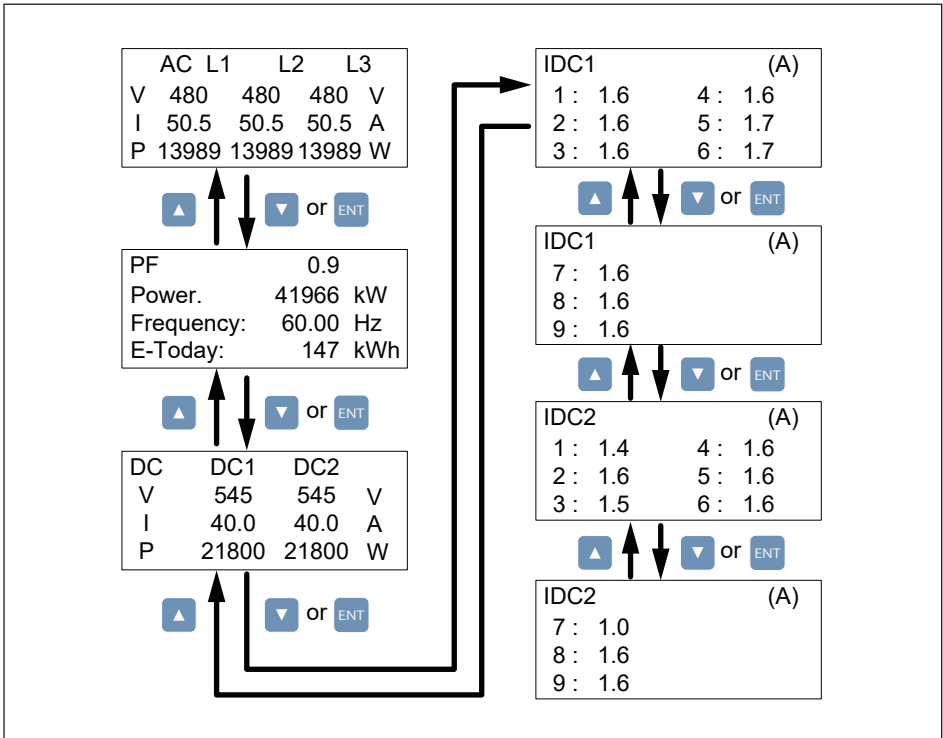 AC L1 L2 L3
V 480 480 480 V
I 50.5 50.5 50.5 A
P 13989 13989 13989 W
▲ ▼ or ENT
PF 0.9
Power. 41966 kW
Frequency: 60.00 Hz
E-Today: 147 kWh
▲ ▼ or ENT
DC DC1 DC2
V 545 545 V
I 40.0 40.0 A
P 21800 21800 W
▲ ▼ or ENT
IDC1 (A)
1 : 1.6 4 : 1.6
2 : 1.6 5 : 1.7
3 : 1.6 6 : 1.7
▲ ▼ or ENT
IDC1 (A)
7 : 1.6
8 : 1.6
9 : 1.6
▲ ▼ or ENT
IDC2 (A)
1 : 1.4 4 : 1.6
2 : 1.6 5 : 1.6
3 : 1.5 6 : 1.6
▲ ▼ or ENT
IDC2 (A)
7 : 1.0
8 : 1.6
9 : 1.6